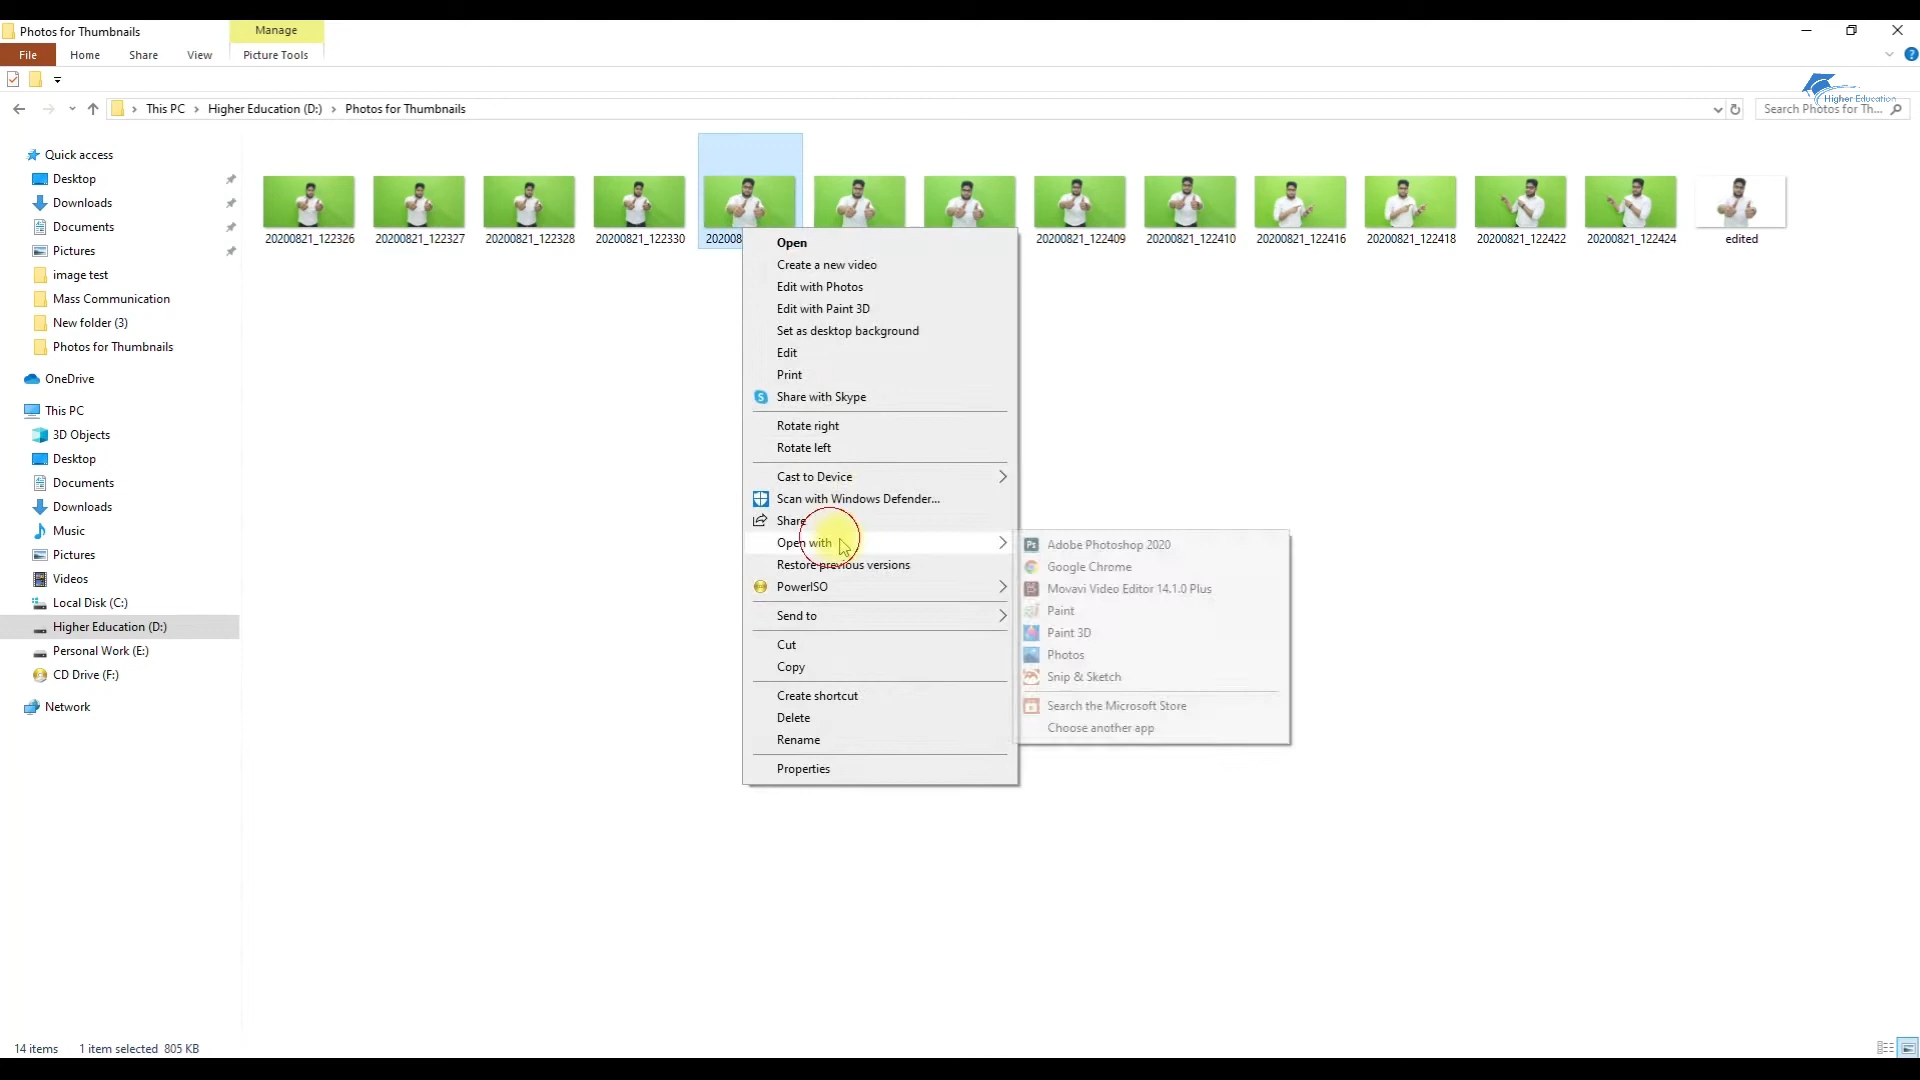 Photos for Thumbnails
Manage
File
Home
Share
View
Picture Tools
Higher Education
This PC
Higher Education (D:)
Photos for Thumbnails
Search Photos for Th...
Quick access
Desktop
Downloads
Documents
Pictures
image test
Mass Communication
New folder (3)
Photos for Thumbnails
OneDrive
This PC
3D Objects
Desktop
Documents
Downloads
Music
Pictures
Videos
Local Disk (C:)
Higher Education (D:)
Personal Work (E:)
CD Drive (F:)
Network
20200821_122326
20200821_122327
20200821_122328
20200821_122330
202008
20200821_122409
20200821_122410
20200821_122416
20200821_122418
20200821_122422
20200821_122424
edited
Open
Create a new video
Edit with Photos
Edit with Paint 3D
Set as desktop background
Edit
Print
Share with Skype
Rotate right
Rotate left
Cast to Device
Scan with Windows Defender...
Share
Open with
Restore previous versions
PowerISO
Send to
Cut
Copy
Create shortcut
Delete
Rename
Properties
Adobe Photoshop 2020
Google Chrome
Movavi Video Editor 14.1.0 Plus
Paint
Paint 3D
Photos
Snip & Sketch
Search the Microsoft Store
Choose another app
14 items
1 item selected 805 KB